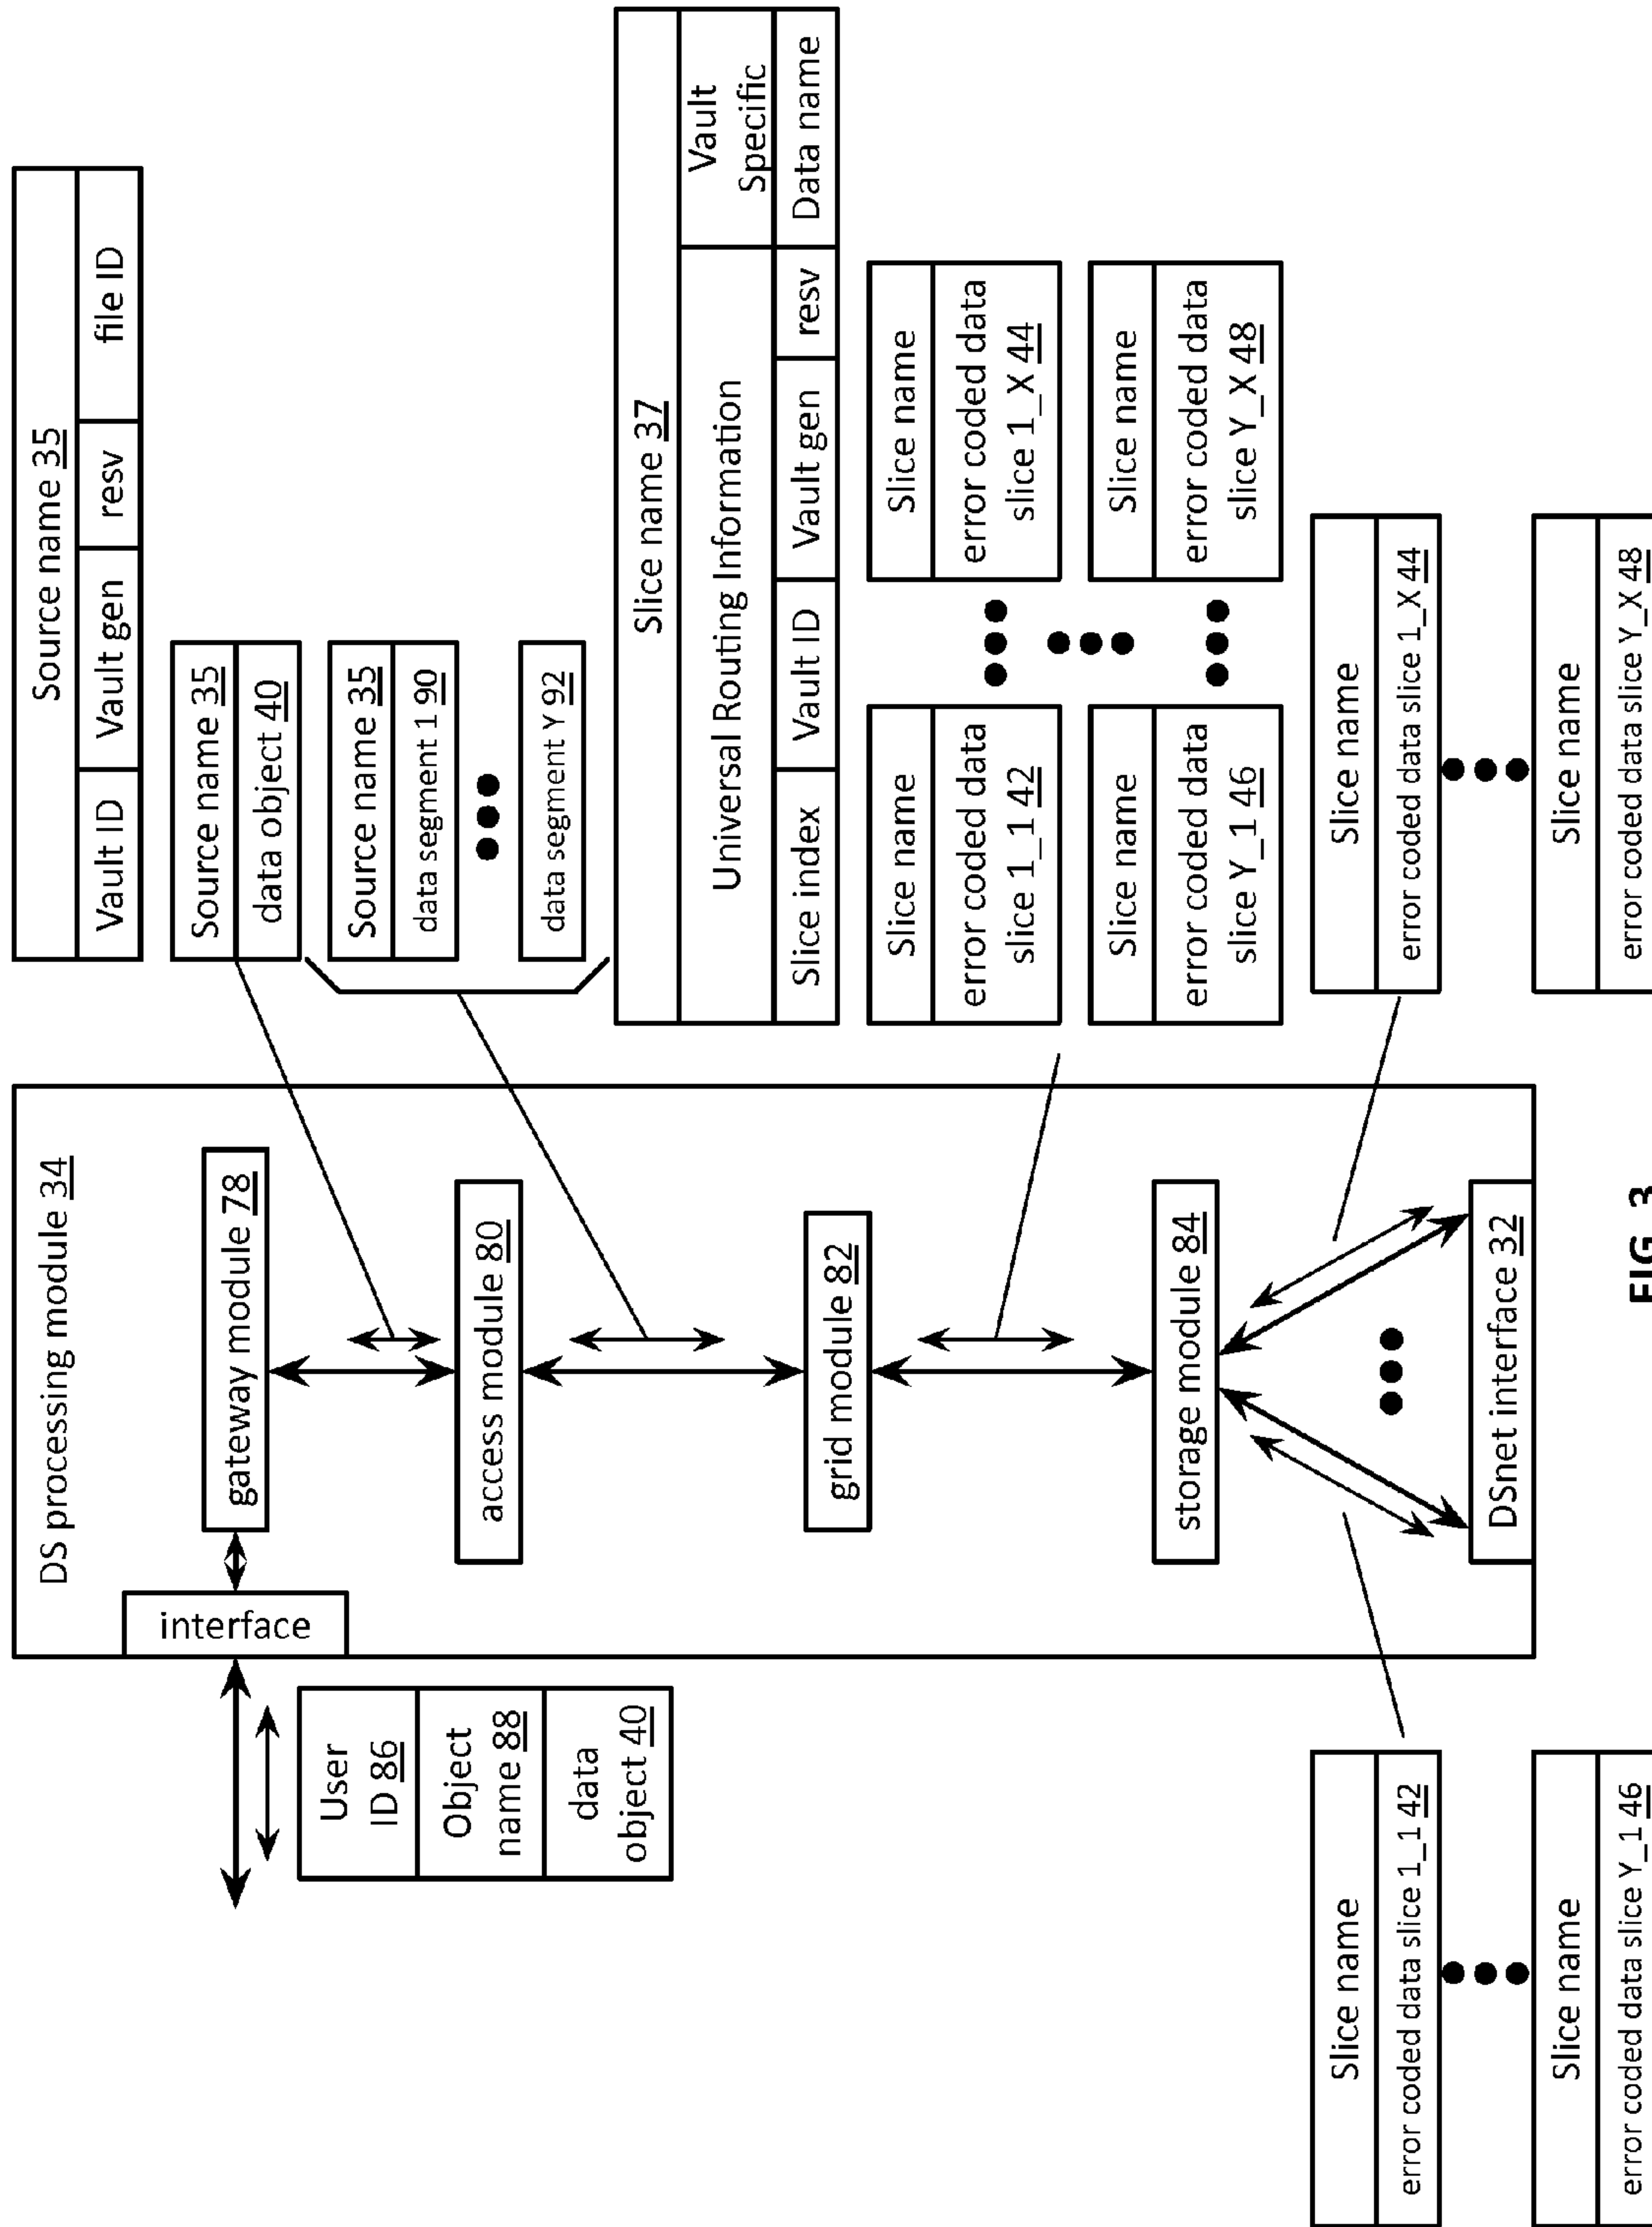 DS processing module 34
interface
gateway module 78
access module 80
grid module 82
storage module 84
DSnet interface 32
User
ID 86
Object
name 88
data
object 40
Source name 35
Vault ID
Vault gen
resv
file ID
Source name 35
data object 40
Source name 35
data segment 1 90
data segment Y 92
Slice name 37
Universal Routing Information
Vault
Specific
Slice index
Vault ID
Vault gen
resv
Data name
Slice name
error coded data
slice 1_1 42
Slice name
error coded data
slice 1_X 44
Slice name
error coded data
slice Y_1 46
Slice name
error coded data
slice Y_X 48
Slice name
error coded data slice 1_1 42
Slice name
error coded data slice Y_1 46
Slice name
error coded data slice 1_X 44
Slice name
error coded data slice Y_X 48
FIG. 3